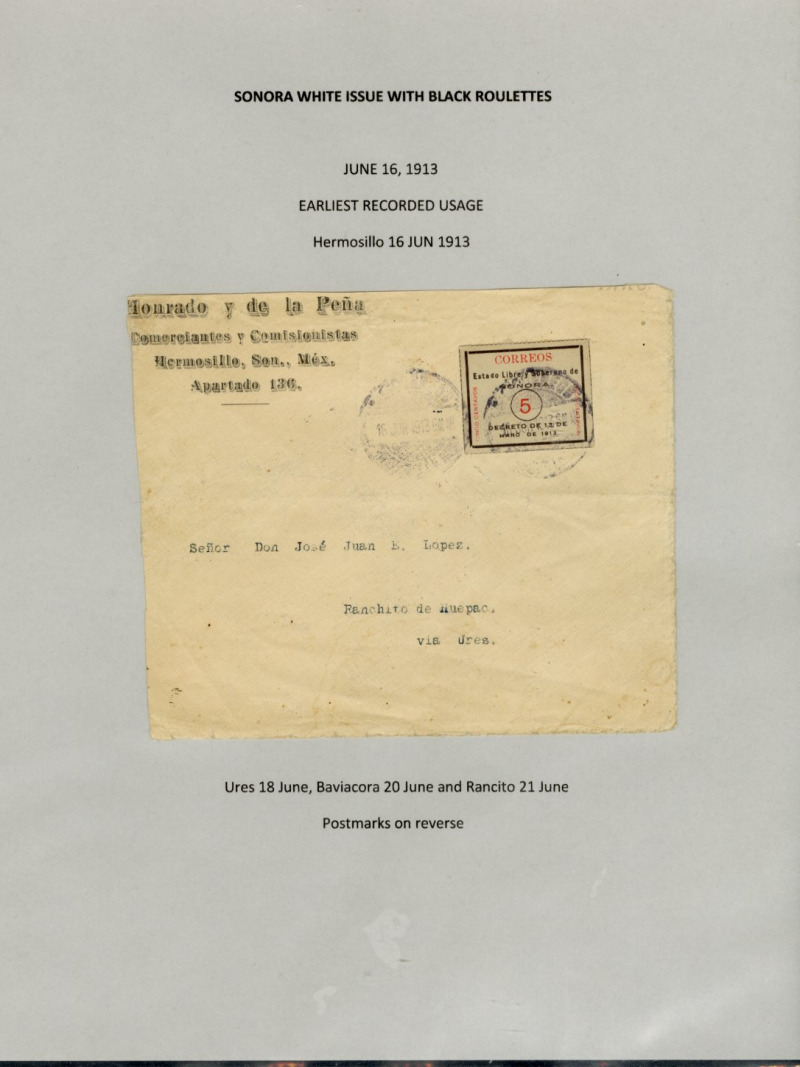 SONORA WHITE ISSUE WITH BLACK ROULETTES
JUNE 16, 1913
EARLIEST RECORDED USAGE
Hermosillo 16 JUN 1913
Honrado y de la Peña
Comerciantes y Comisionistas
Hermosillo, Son., Méx.
Apartado 136.
CORREOS
Estado Libre y Soberano de
SONORA
5
DECRETO DE 12 DE
MARO DE 1913
Señor Don José Juan E. Lopez.
Ranchito de Huepac.
via Ures.
Ures 18 June, Baviacora 20 June and Rancito 21 June
Postmarks on reverse